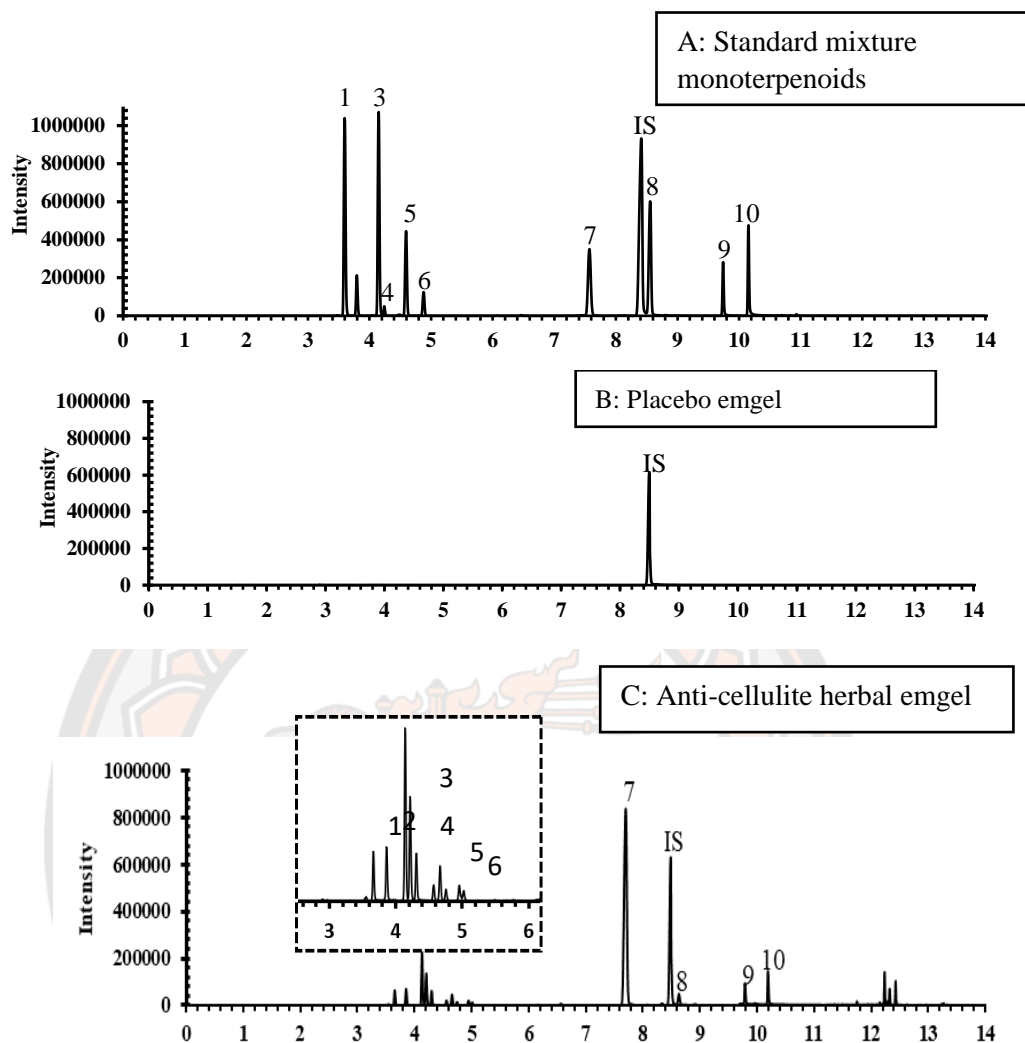 A: Standard mixture
monoterpenoids
1 3
1000000 IS
800000
8
600000
5 10
400000 7
9
200000 4 6
0
Intensity
0 1 2 3 4 5 6 7 8 9 10 11 12 13 14
B: Placebo emgel
1000000
800000
IS
600000
400000
200000
0
Intensity
0 1 2 3 4 5 6 7 8 9 10 11 12 13 14
C: Anti-cellulite herbal emgel
3
1 2 4
5
6
3 4 5 6
1000000
7
800000
IS
600000
400000
200000
9 10
8
0
Intensity
0 1 2 3 4 5 6 7 8 9 10 11 12 13 14